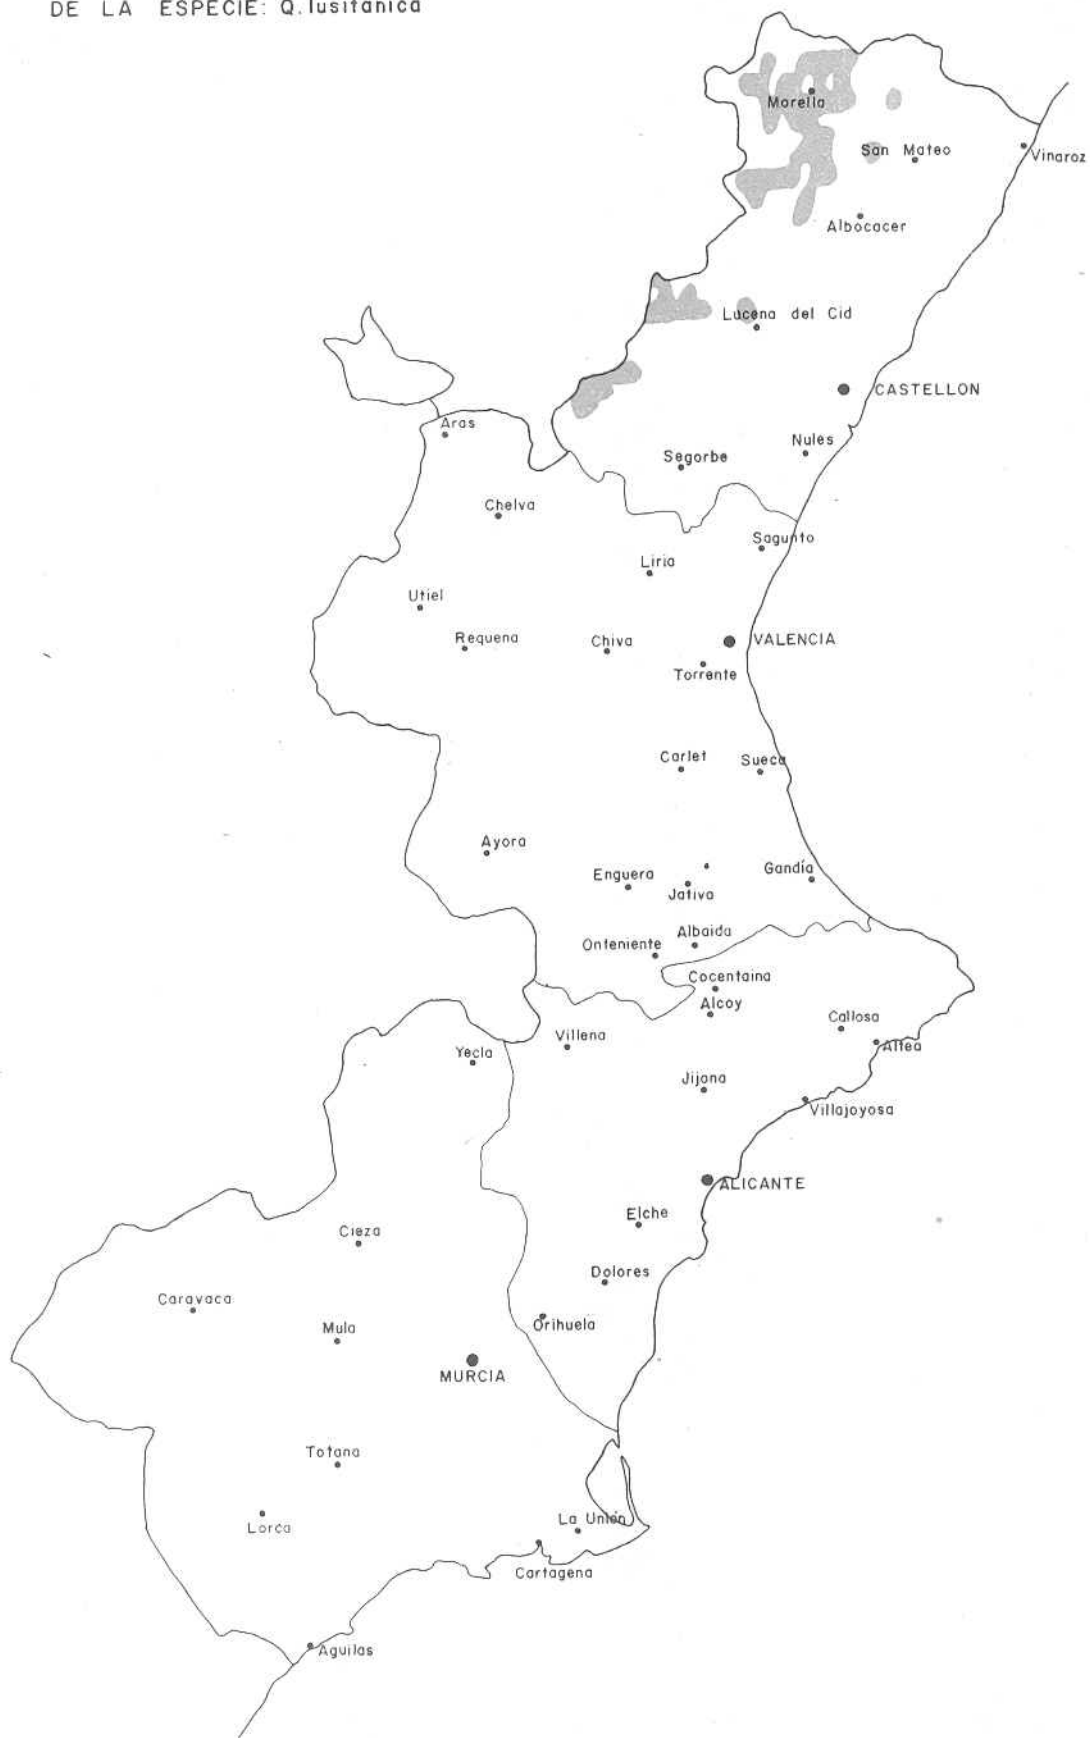 DE LA ESPECIE: Q. lusitanica
Morella
San Mateo
Vinaroz
Albocacer
Lucena del Cid
CASTELLON
Aras
Nules
Segorbe
Chelva
Sagunto
Liria
Utiel
Requena
Chiva
VALENCIA
Torrente
Carlet
Sueca
Ayora
Enguera
Gandía
Jativa
Albaida
Onteniente
Cocentaina
Alcoy
Callosa
Villena
Altea
Yecla
Jijona
Villajoyosa
ALICANTE
Elche
Cieza
Dolores
Caravaca
Orihuela
Mula
MURCIA
Totana
La Unión
Lorca
Cartagena
Aguilas